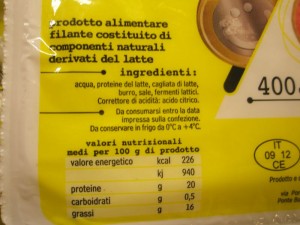 prodotto alimentare
filante costituito di
componenti naturali
derivati del latte
ingredienti:
acqua, proteine del latte, cagliata di latte,
burro, sale, fermenti lattici.
Correttore di acidità: acido citrico.
Da consumarsi entro la data
impressa sulla confezione.
Da conservare in frigo da 0°C a +4°C.
400
valori nutrizionali
medi per 100 g di prodotto
valore energetico kcal 226
kj 940
proteine g 20
carboidrati g 0,5
grassi g 16
IT
09 12
CE
Prodotto e
via
Ponte